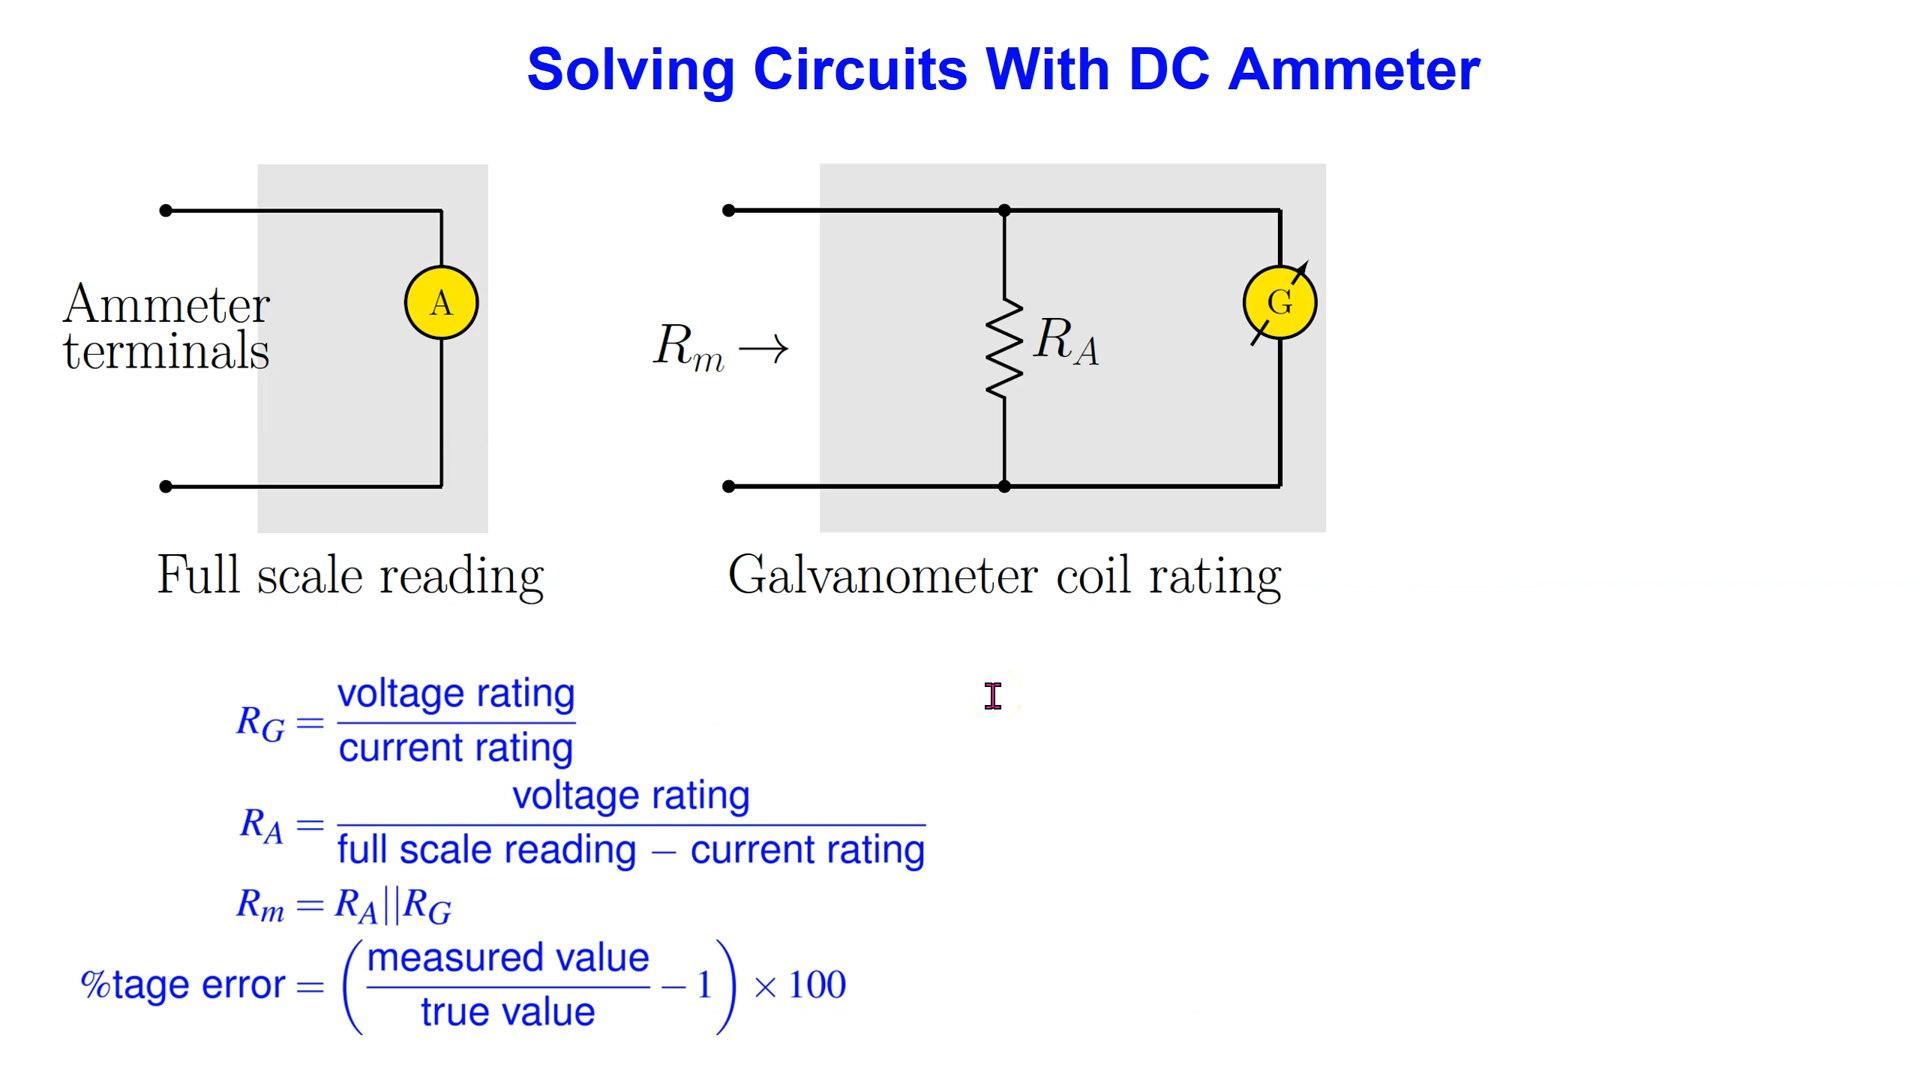 Solving Circuits With DC Ammeter
Ammeter
terminals
A
R_m →
R_A
G
Full scale reading
Galvanometer coil rating
R_G = voltage rating / current rating
R_A = voltage rating / full scale reading − current rating
R_m = R_A||R_G
%tage error = (measured value / true value − 1) × 100